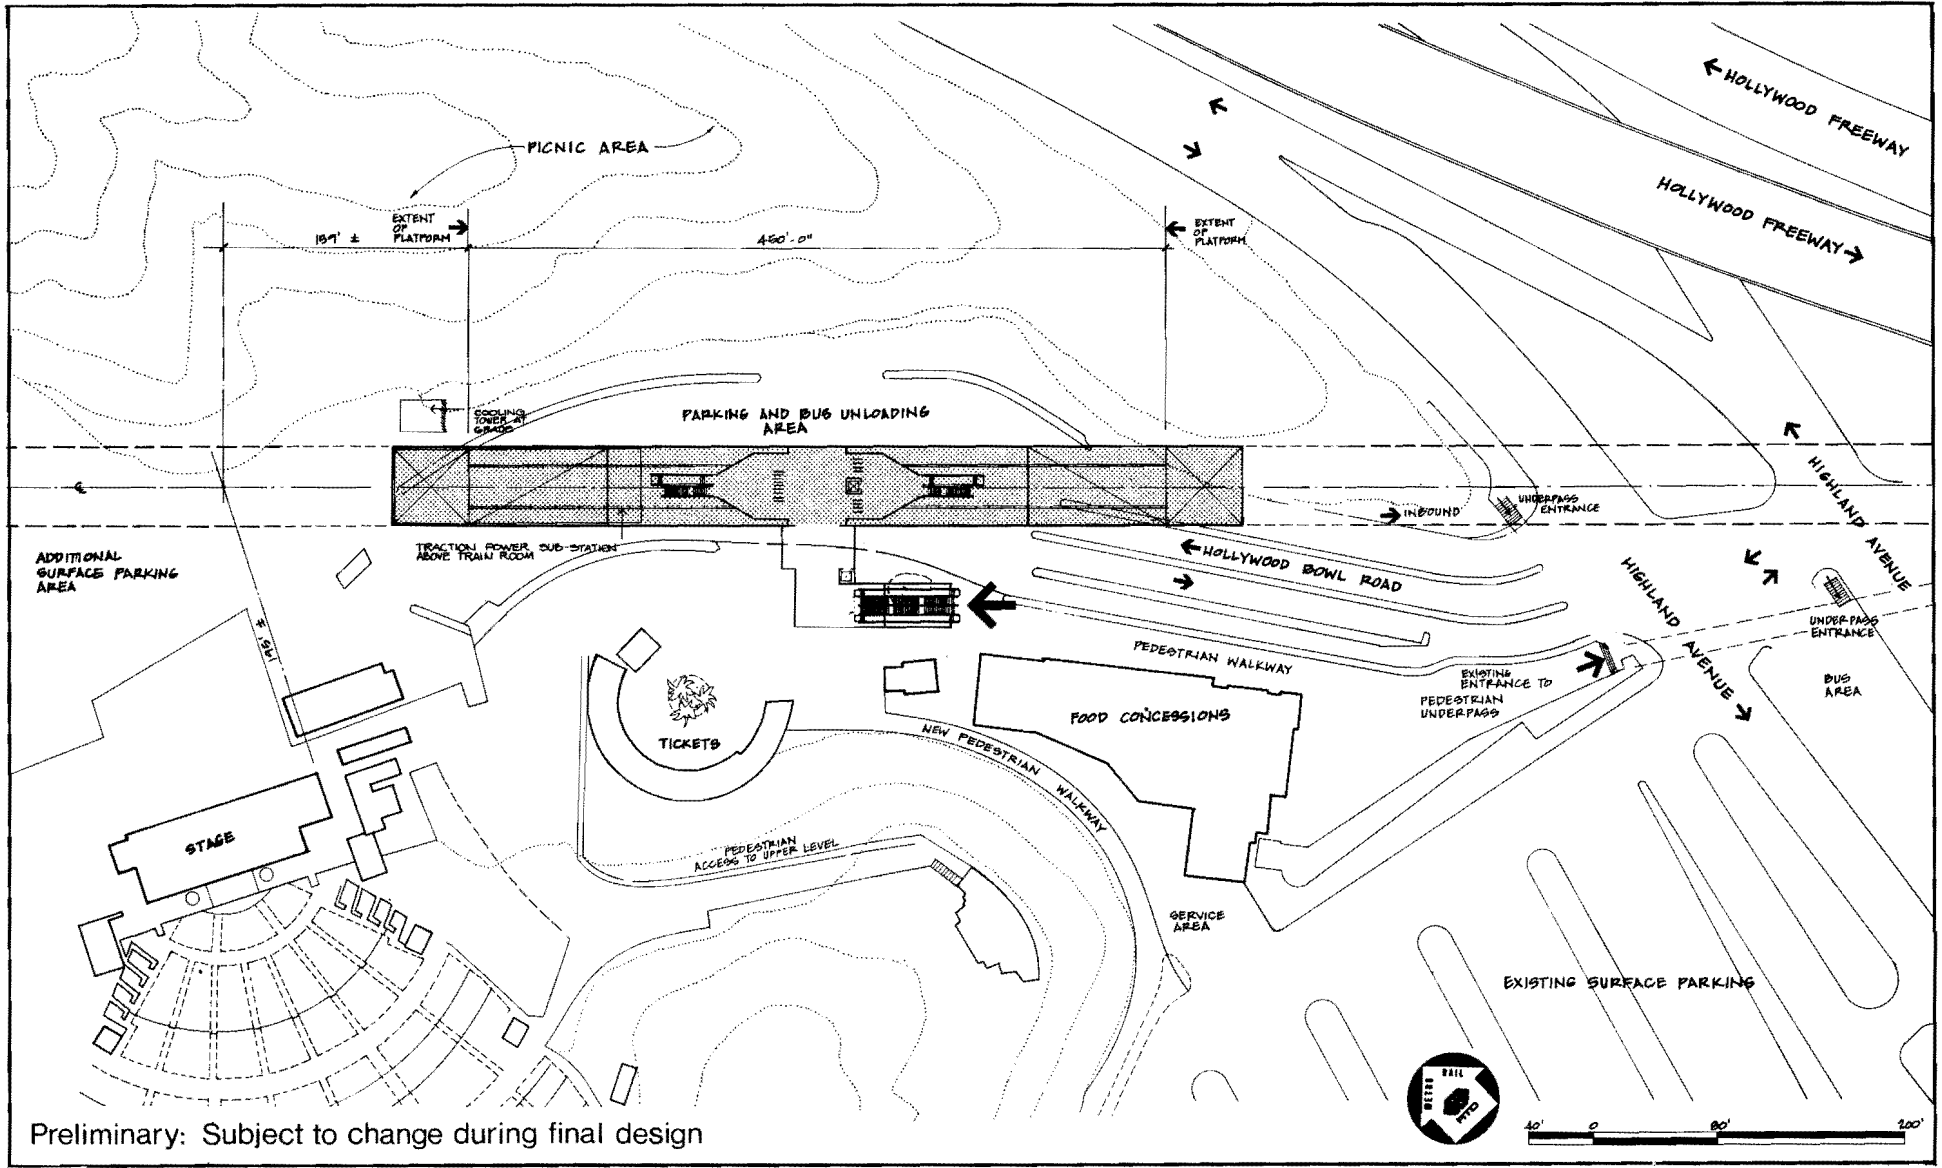 HOLLYWOOD FREEWAY
HOLLYWOOD FREEWAY
PICNIC AREA
EXTENT
OF
PLATFORM
159' ±
450'-0"
EXTENT
OF
PLATFORM
COOLING
TOWER AT
GRADE
PARKING AND BUS UNLOADING
AREA
HIGHLAND AVENUE
UNDERPASS
ENTRANCE
INBOUND
TRACTION POWER SUB-STATION
ABOVE TRAIN ROOM
HOLLYWOOD BOWL ROAD
ADDITIONAL
SURFACE PARKING
AREA
HIGHLAND AVENUE
195' ±
UNDERPASS
ENTRANCE
PEDESTRIAN WALKWAY
EXISTING
ENTRANCE TO
PEDESTRIAN
UNDERPASS
BUS
AREA
FOOD CONCESSIONS
TICKETS
NEW PEDESTRIAN WALKWAY
STAGE
PEDESTRIAN
ACCESS TO UPPER LEVEL
SERVICE
AREA
EXISTING SURFACE PARKING
METRO RAIL
RTD
Preliminary: Subject to change during final design
40' 0 80' 200'